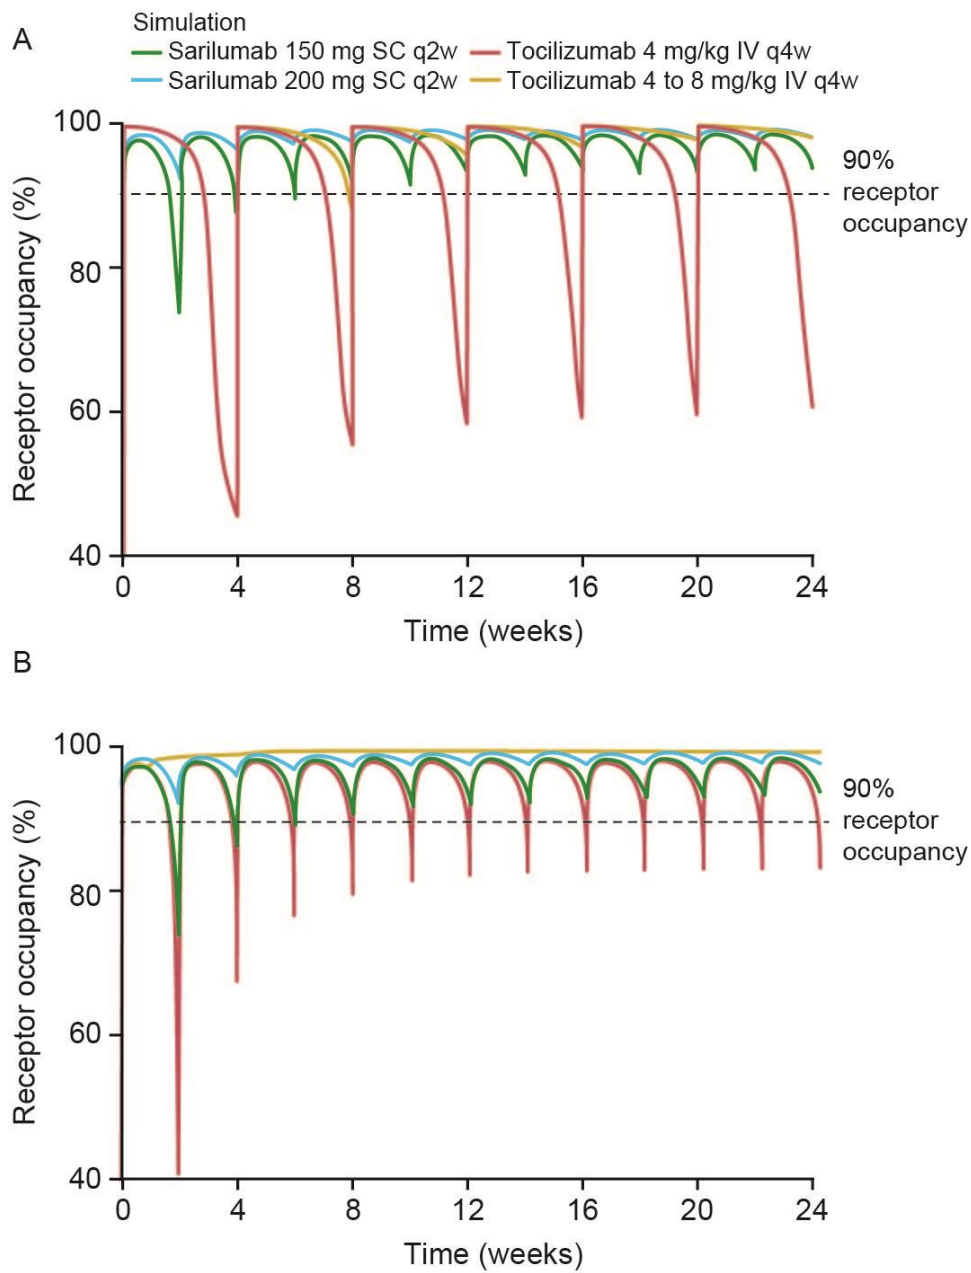 A
Simulation
Sarilumab 150 mg SC q2w
Tocilizumab 4 mg/kg IV q4w
Sarilumab 200 mg SC q2w
Tocilizumab 4 to 8 mg/kg IV q4w
Receptor occupancy (%)
100
80
60
40
90%
receptor
occupancy
0 4 8 12 16 20 24
Time (weeks)
B
Receptor occupancy (%)
100
80
60
40
90%
receptor
occupancy
0 4 8 12 16 20 24
Time (weeks)